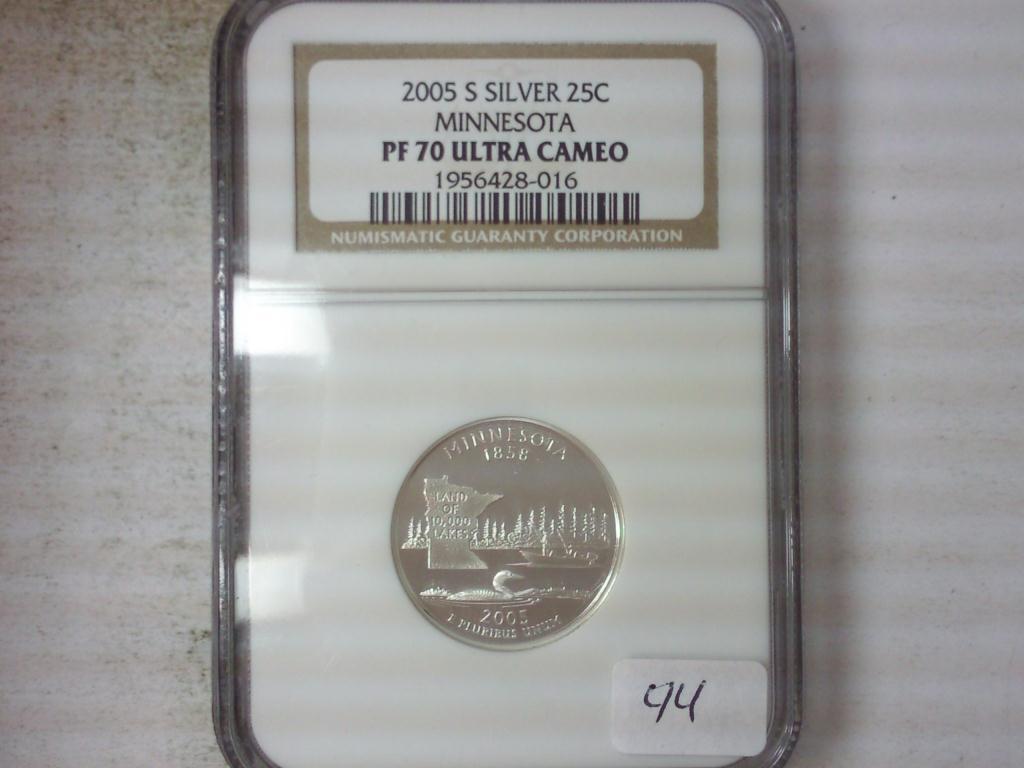 2005 S SILVER 25C
MINNESOTA
PF 70 ULTRA CAMEO
1956428-016
NUMISMATIC GUARANTY CORPORATION
MINNESOTA
1858
LAND
OF
10,000
LAKES
2005
E PLURIBUS UNUM
94